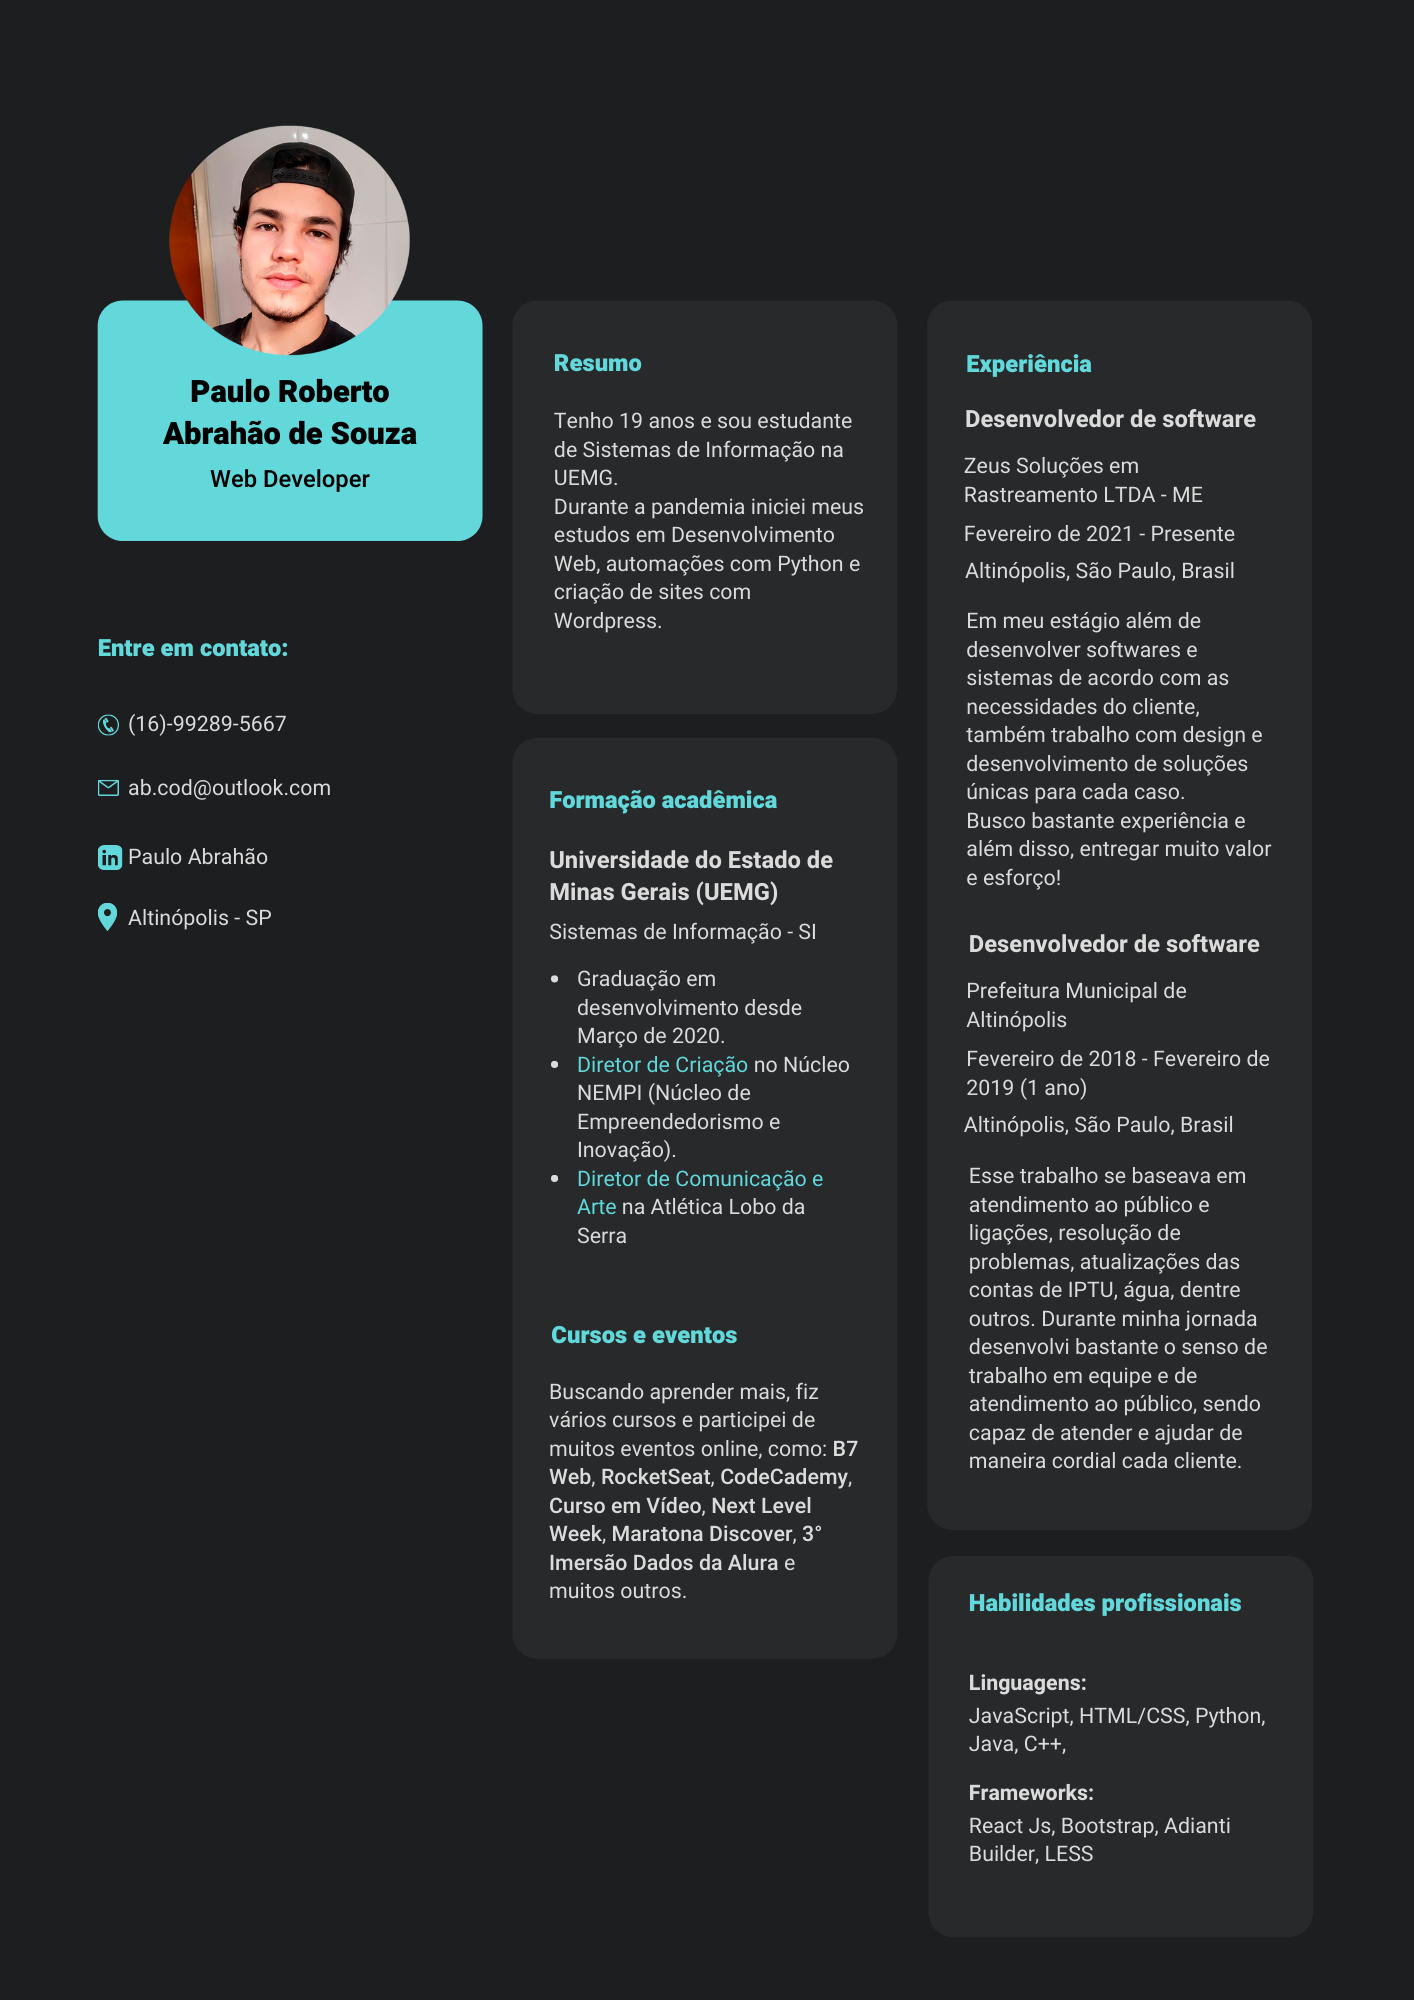 Paulo Roberto
Abrahão de Souza
Web Developer
Entre em contato:
(16)-99289-5667
ab.cod@outlook.com
Paulo Abrahão
Altinópolis - SP
Resumo
Tenho 19 anos e sou estudante
de Sistemas de Informação na
UEMG.
Durante a pandemia iniciei meus
estudos em Desenvolvimento
Web, automações com Python e
criação de sites com
Wordpress.
Formação acadêmica
Universidade do Estado de
Minas Gerais (UEMG)
Sistemas de Informação - SI
• Graduação em
desenvolvimento desde
Março de 2020.
• Diretor de Criação no Núcleo
NEMPI (Núcleo de
Empreendedorismo e
Inovação).
• Diretor de Comunicação e
Arte na Atlética Lobo da
Serra
Cursos e eventos
Buscando aprender mais, fiz
vários cursos e participei de
muitos eventos online, como: B7
Web, RocketSeat, CodeCademy,
Curso em Vídeo, Next Level
Week, Maratona Discover, 3°
Imersão Dados da Alura e
muitos outros.
Experiência
Desenvolvedor de software
Zeus Soluções em
Rastreamento LTDA - ME
Fevereiro de 2021 - Presente
Altinópolis, São Paulo, Brasil
Em meu estágio além de
desenvolver softwares e
sistemas de acordo com as
necessidades do cliente,
também trabalho com design e
desenvolvimento de soluções
únicas para cada caso.
Busco bastante experiência e
além disso, entregar muito valor
e esforço!
Desenvolvedor de software
Prefeitura Municipal de
Altinópolis
Fevereiro de 2018 - Fevereiro de
2019 (1 ano)
Altinópolis, São Paulo, Brasil
Esse trabalho se baseava em
atendimento ao público e
ligações, resolução de
problemas, atualizações das
contas de IPTU, água, dentre
outros. Durante minha jornada
desenvolvi bastante o senso de
trabalho em equipe e de
atendimento ao público, sendo
capaz de atender e ajudar de
maneira cordial cada cliente.
Habilidades profissionais
Linguagens:
JavaScript, HTML/CSS, Python,
Java, C++,
Frameworks:
React Js, Bootstrap, Adianti
Builder, LESS